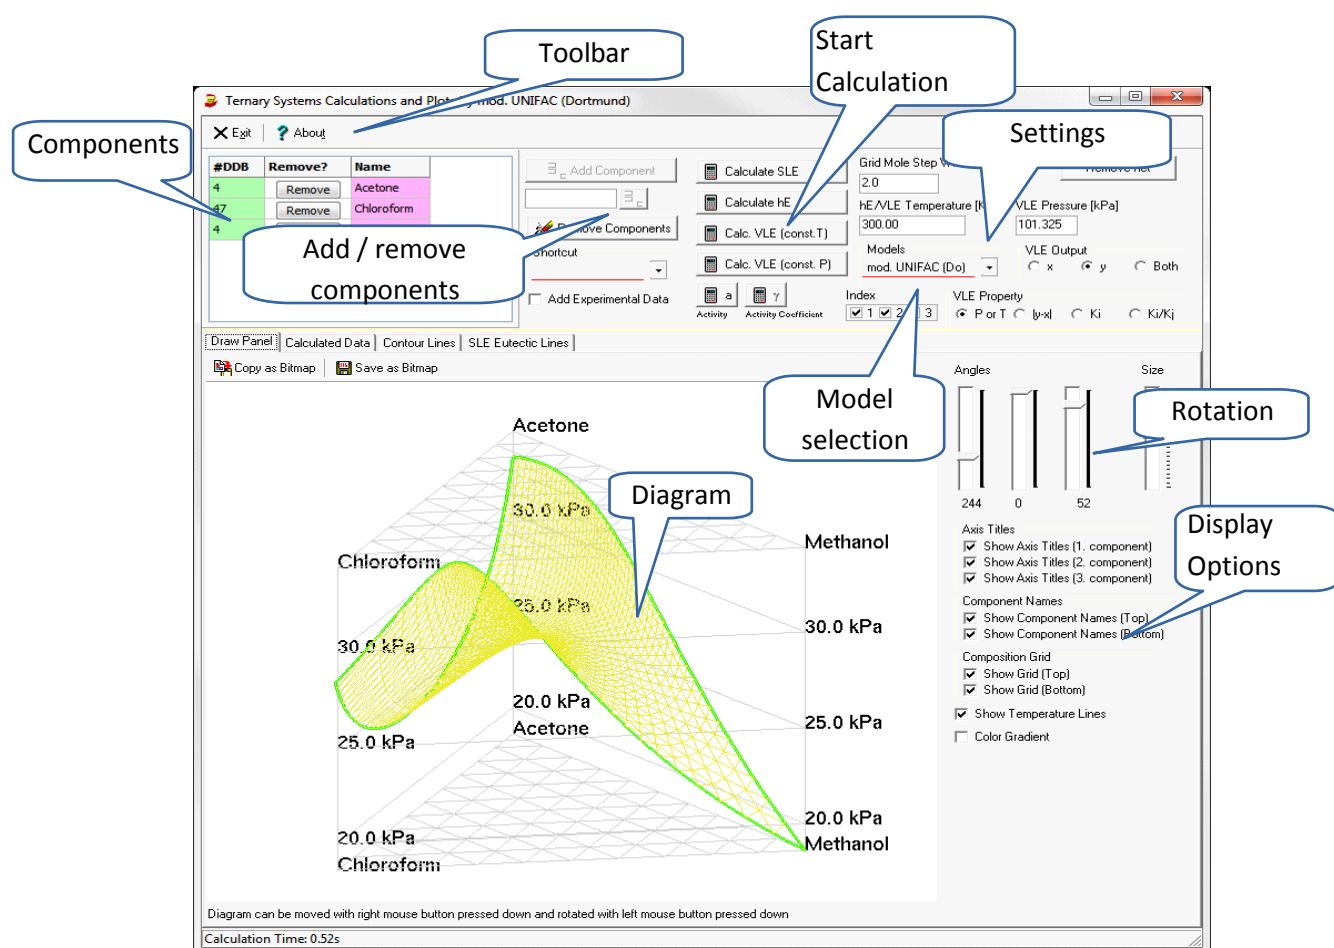 Toolbar
Start
Calculation
Components
Settings
Ternary Systems Calculations and Plots by mod. UNIFAC (Dortmund)
Exit
About
#DDB Remove? Name
4 Remove Acetone
47 Remove Chloroform
4
Add / remove
components
Add Component
Remove Components
Shortcut
Add Experimental Data
Calculate SLE
Calculate hE
Calc. VLE (const.T)
Calc. VLE (const. P)
a γ
Activity Activity Coefficient
Grid Mole Step
2.0
hE/VLE Temperature [K
300.00
VLE Pressure [kPa]
101.325
Models
mod. UNIFAC (Do)
VLE Output
x y Both
Index
1 2 3
VLE Property
P or T |y-x| Ki Ki/Kj
Draw Panel Calculated Data Contour Lines SLE Eutectic Lines
Copy as Bitmap Save as Bitmap
Model
selection
Angles
Size
Rotation
244 0 52
Diagram
Display
Options
Acetone
30.0 kPa
Methanol
Chloroform
25.0 kPa
30.0 kPa
30.0 kPa
20.0 kPa
Acetone
25.0 kPa
25.0 kPa
20.0 kPa
Methanol
20.0 kPa
Chloroform
Axis Titles
Show Axis Titles (1. component)
Show Axis Titles (2. component)
Show Axis Titles (3. component)
Component Names
Show Component Names (Top)
Show Component Names (Bottom)
Composition Grid
Show Grid (Top)
Show Grid (Bottom)
Show Temperature Lines
Color Gradient
Diagram can be moved with right mouse button pressed down and rotated with left mouse button pressed down
Calculation Time: 0.52s